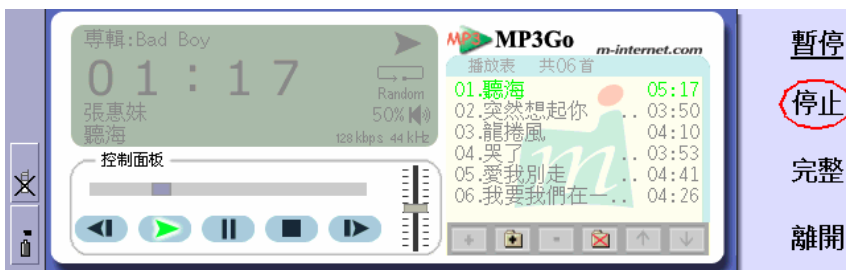 専輯:Bad Boy
01:17
Random
張惠妹
50%
聽海
128 kbps 44 kHz
控制面板
MP3 MP3Go
m-internet.com
播放表 共06首
01.聽海 05:17
02.突然想起你 .. 03:50
03.龍捲風 04:10
04.哭了 .. 03:53
05.愛我別走 .. 04:41
06.我要我們在一.. 04:26
暫停
停止
完整
離開